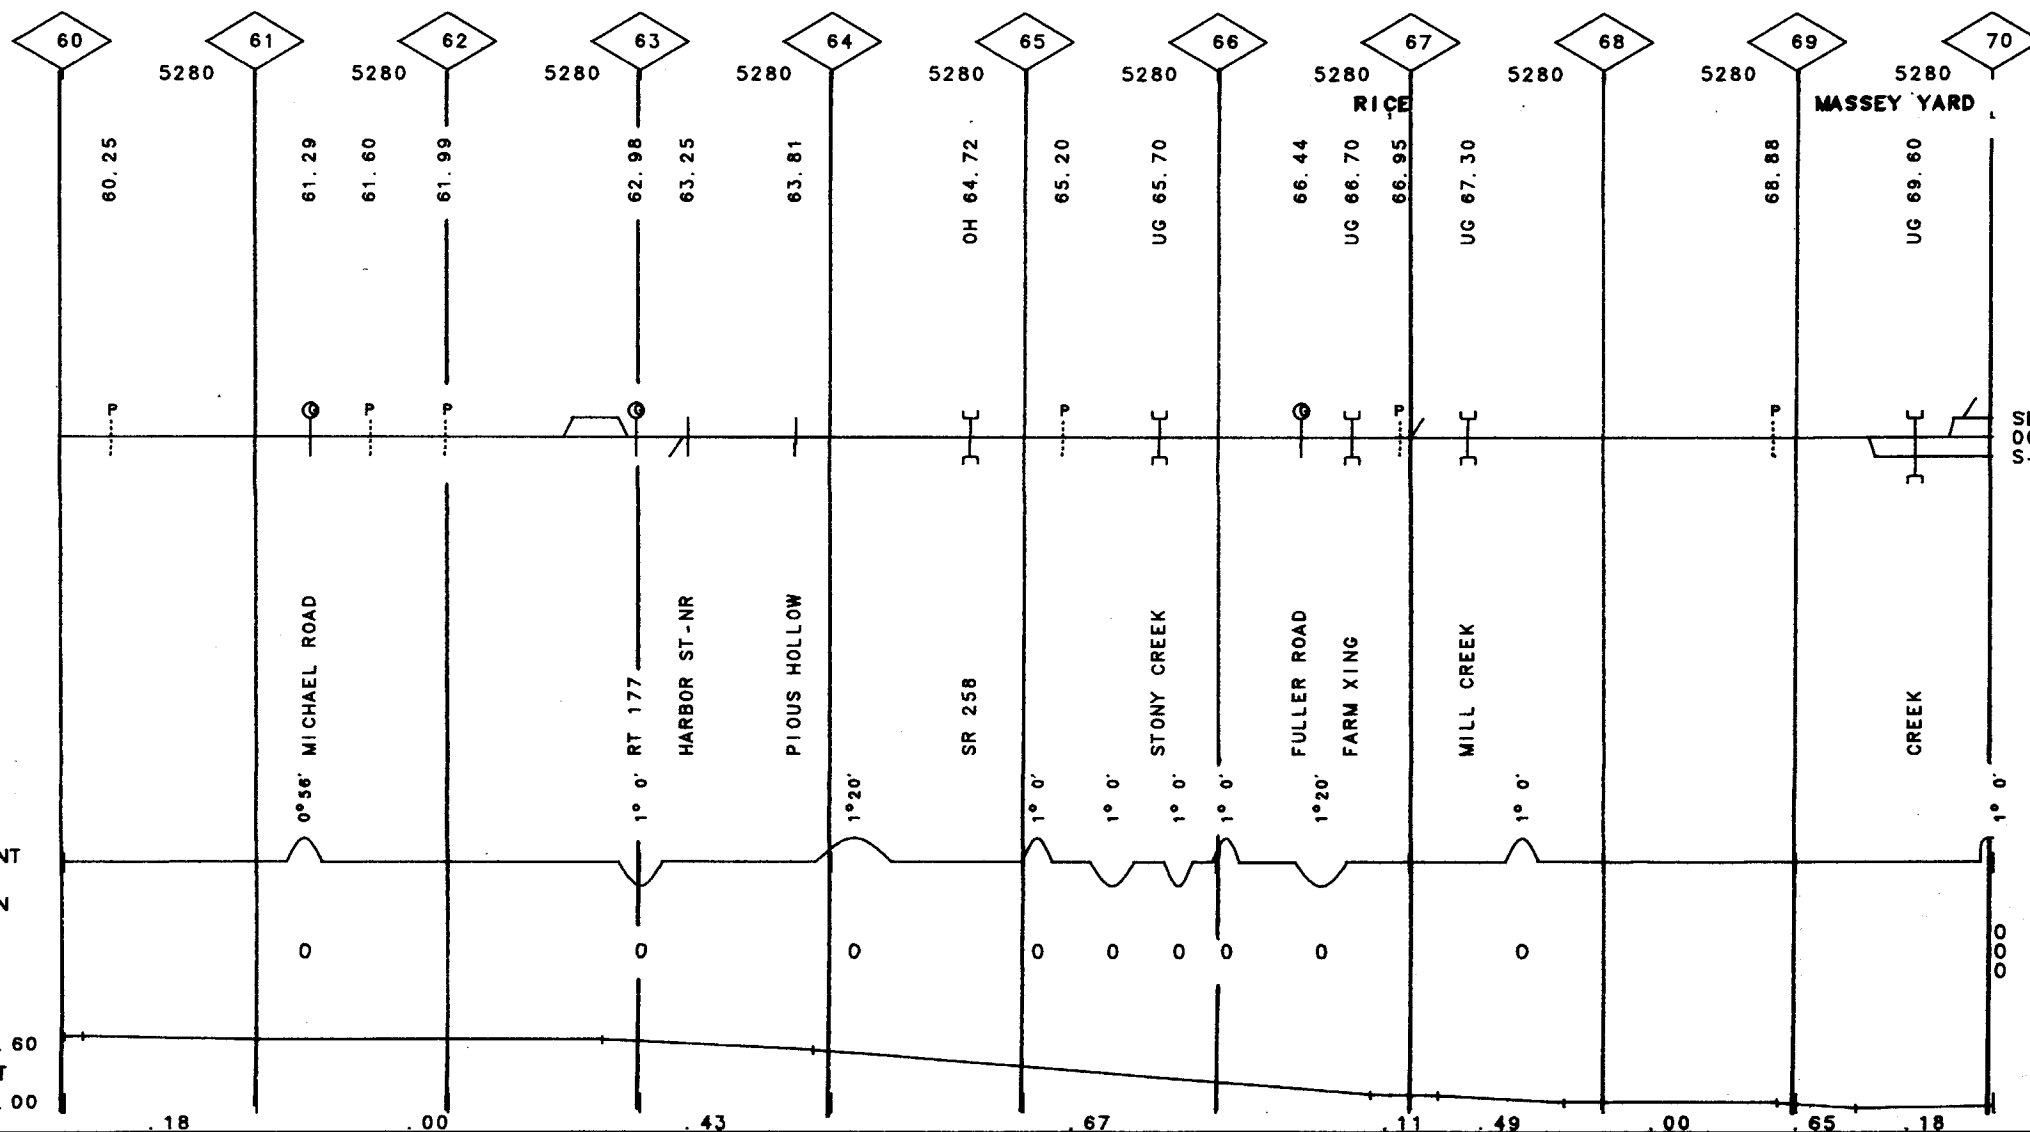 60 61 62 63 64 65 66 67 68 69 70
5280 5280 5280 5280 5280 5280 5280 5280 5280 5280
RICE MASSEY YARD
60.25
61.29
61.60
61.99
62.98
63.25
63.81
OH 64.72
65.20
UG 65.70
66.44
UG 66.70
66.95
UG 67.30
68.88
UG 69.60
P G P P G P G P P
MICHAEL ROAD
RT 177
HARBOR ST-NR
PIOUS HOLLOW
SR 258
STONY CREEK
FULLER ROAD
FARM XING
MILL CREEK
CREEK
0°56'
1° 0'
1°20'
1° 0'
1° 0'
1° 0'
1° 0'
1°20'
1° 0'
1° 0'
NT
0 0 0 0 0 0 0 0 0 0
0
0
60
T
00
.18 .00 .43 .67 .11 .49 .00 .65 .18